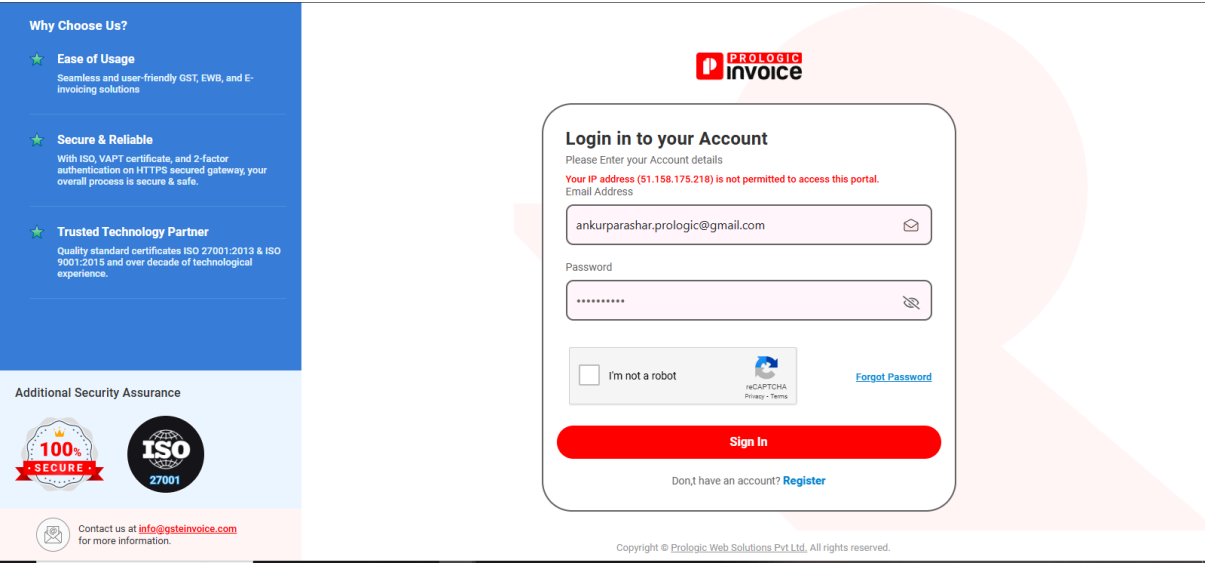 Why Choose Us?
Ease of Usage
Seamless and user-friendly GST, EWB, and E-
invoicing solutions
Secure & Reliable
With ISO, VAPT certificate, and 2-factor
authentication on HTTPS secured gateway, your
overall process is secure & safe.
Trusted Technology Partner
Quality standard certificates ISO 27001:2013 & ISO
9001:2015 and over decade of technological
experience.
Additional Security Assurance
100%
SECURE
ISO
27001
Contact us at info@gsteinvoice.com
for more information.
PROLOGIC
invoice
Login in to your Account
Please Enter your Account details
Your IP address (51.158.175.218) is not permitted to access this portal.
Email Address
ankurparashar.prologic@gmail.com
Password
••••••••••
I'm not a robot
reCAPTCHA
Privacy - Terms
Forgot Password
Sign In
Don,t have an account? Register
Copyright © Prologic Web Solutions Pvt Ltd. All rights reserved.